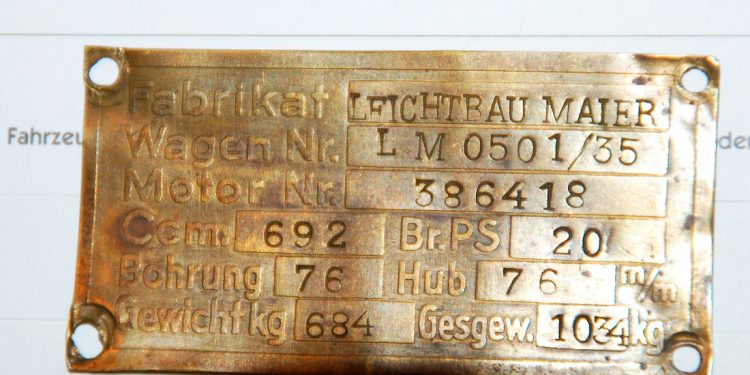 Fabrikat LEICHTBAU MAIER
Wagen Nr. L M 0501/35
Motor Nr. 386418
Ccm. 692 Br.PS 20
Bohrung 76 Hub 76 m/m
Gewicht kg 684 Gesgew. 1034 kg
Fahrzeu